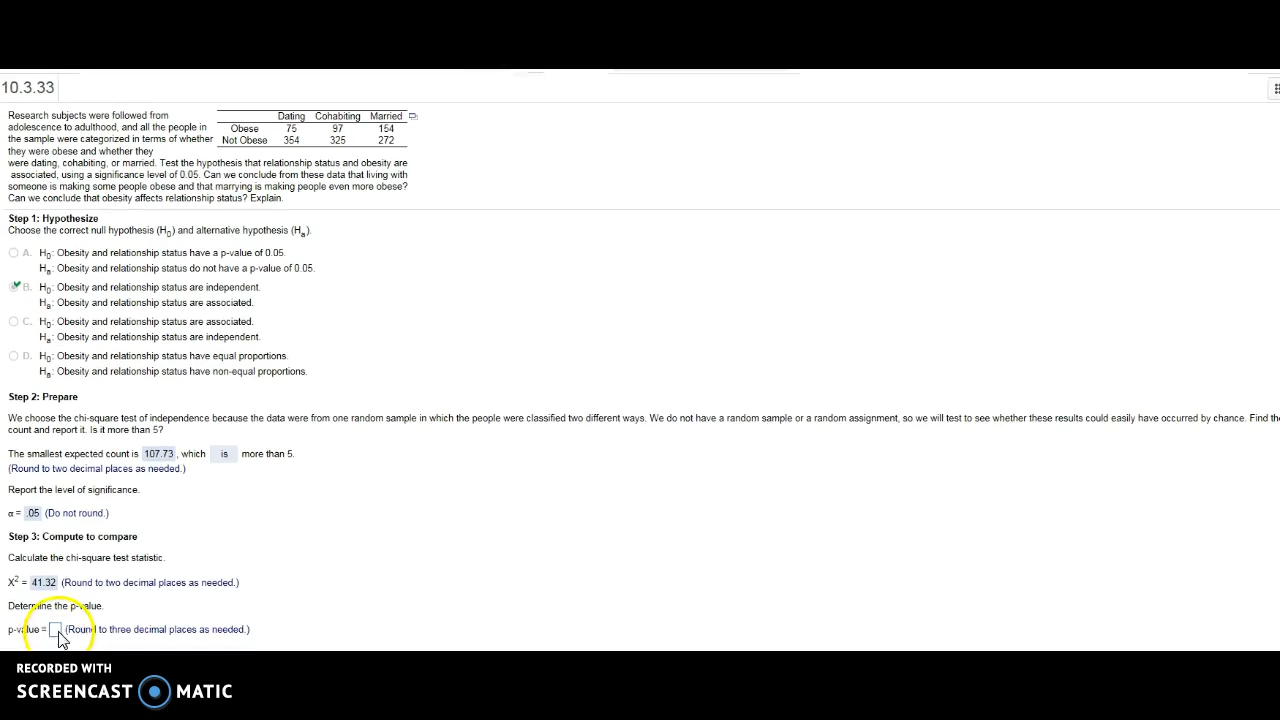 10.3.33
Research subjects were followed from
adolescence to adulthood, and all the people in
the sample were categorized in terms of whether
they were obese and whether they
Dating Cohabiting Married
Obese 75 97 154
Not Obese 354 325 272
were dating, cohabiting, or married. Test the hypothesis that relationship status and obesity are
associated, using a significance level of 0.05. Can we conclude from these data that living with
someone is making some people obese and that marrying is making people even more obese?
Can we conclude that obesity affects relationship status? Explain.
Step 1: Hypothesize
Choose the correct null hypothesis (H0) and alternative hypothesis (Ha).
A. H0: Obesity and relationship status have a p-value of 0.05.
Ha: Obesity and relationship status do not have a p-value of 0.05.
B. H0: Obesity and relationship status are independent.
Ha: Obesity and relationship status are associated.
C. H0: Obesity and relationship status are associated.
Ha: Obesity and relationship status are independent.
D. H0: Obesity and relationship status have equal proportions.
Ha: Obesity and relationship status have non-equal proportions.
Step 2: Prepare
We choose the chi-square test of independence because the data were from one random sample in which the people were classified two different ways. We do not have a random sample or a random assignment, so we will test to see whether these results could easily have occurred by chance. Find the
count and report it. Is it more than 5?
The smallest expected count is 107.73, which is more than 5.
(Round to two decimal places as needed.)
Report the level of significance.
α = .05 (Do not round.)
Step 3: Compute to compare
Calculate the chi-square test statistic.
X2 = 41.32 (Round to two decimal places as needed.)
Determine the p-value.
p-value = (Round to three decimal places as needed.)
RECORDED WITH
SCREENCAST MATIC